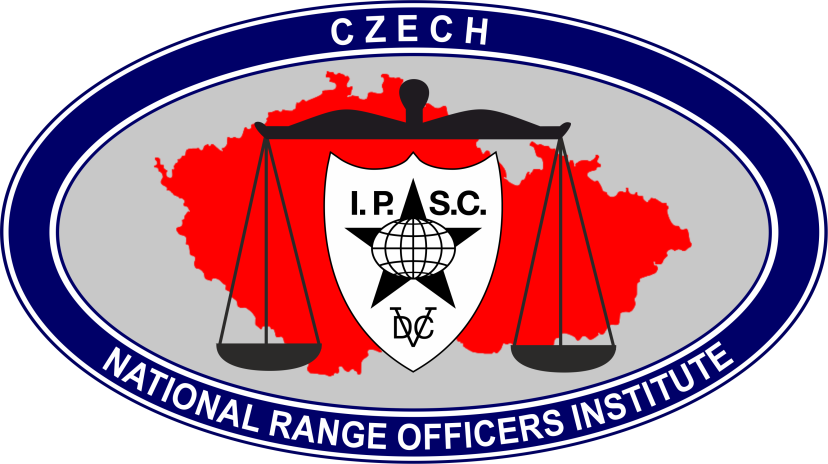 CZECH
I.P. S.C.
DVC
NATIONAL RANGE OFFICERS INSTITUTE